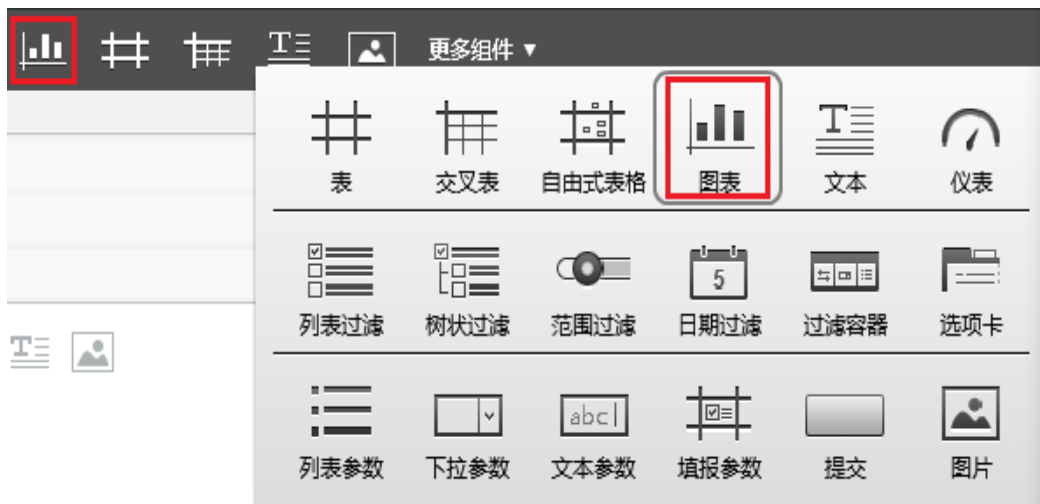 更多组件 ▼
表 交叉表 自由式表格 图表 文本 仪表
5
列表过滤 树状过滤 范围过滤 日期过滤 过滤容器 选项卡
abc
列表参数 下拉参数 文本参数 填报参数 提交 图片